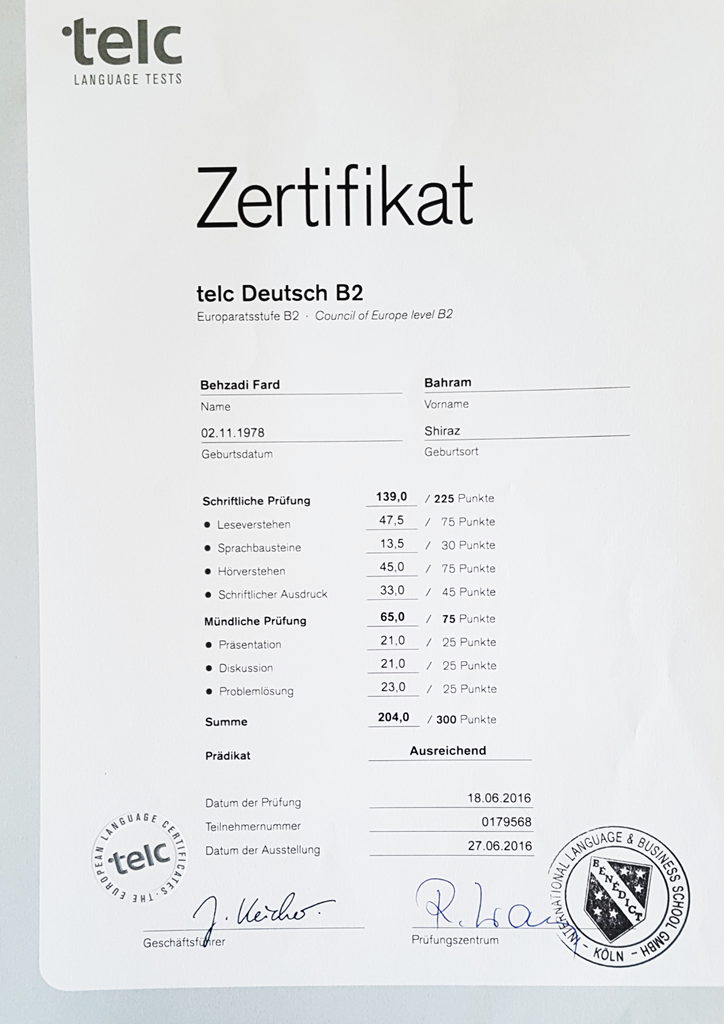 telc
LANGUAGE TESTS
Zertifikat
telc Deutsch B2
Europaratsstufe B2 · Council of Europe level B2
Behzadi Fard Bahram
Name Vorname
02.11.1978 Shiraz
Geburtsdatum Geburtsort
Schriftliche Prüfung 139,0 / 225 Punkte
• Leseverstehen 47,5 / 75 Punkte
• Sprachbausteine 13,5 / 30 Punkte
• Hörverstehen 45,0 / 75 Punkte
• Schriftlicher Ausdruck 33,0 / 45 Punkte
Mündliche Prüfung 65,0 / 75 Punkte
• Präsentation 21,0 / 25 Punkte
• Diskussion 21,0 / 25 Punkte
• Problemlösung 23,0 / 25 Punkte
Summe 204,0 / 300 Punkte
Prädikat Ausreichend
Datum der Prüfung 18.06.2016
Teilnehmernummer 0179568
Datum der Ausstellung 27.06.2016
THE EUROPEAN LANGUAGE CERTIFICATES
telc
INTERNATIONAL LANGUAGE & BUSINESS SCHOOL GMBH
BENEDICT
- KÖLN -
Geschäftsführer Prüfungszentrum